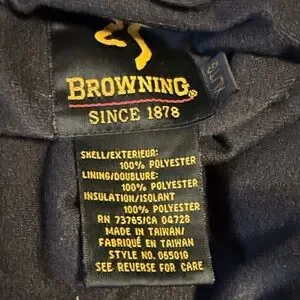 BROWNING®
SINCE 1878
SHELL/EXTERIEUR:
100% POLYESTER
LINING/DOUBLURE:
100% POLYESTER
INSULATION/ISOLANT
100% POLYESTER
RN 73765/CA 04728
MADE IN TAIWAN/
FABRIQUÉ EN TAIWAN
STYLE NO. 065010
SEE REVERSE FOR CARE